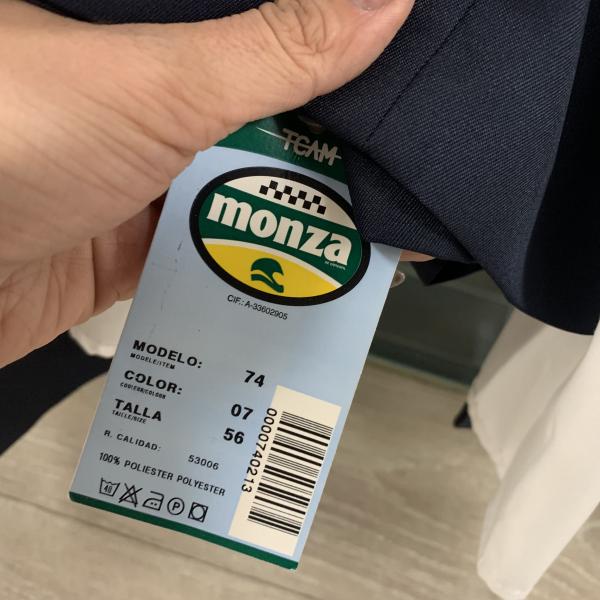 TEAM
monza
CIF.: A-33602905
MODELO: 74
MODELE/ITEM
COLOR: 07
COULEUR/COLOUR
TALLA 56
TAILLE/SIZE
R. CALIDAD: 53006
100% POLIESTER POLYESTER
40 P
0000740213